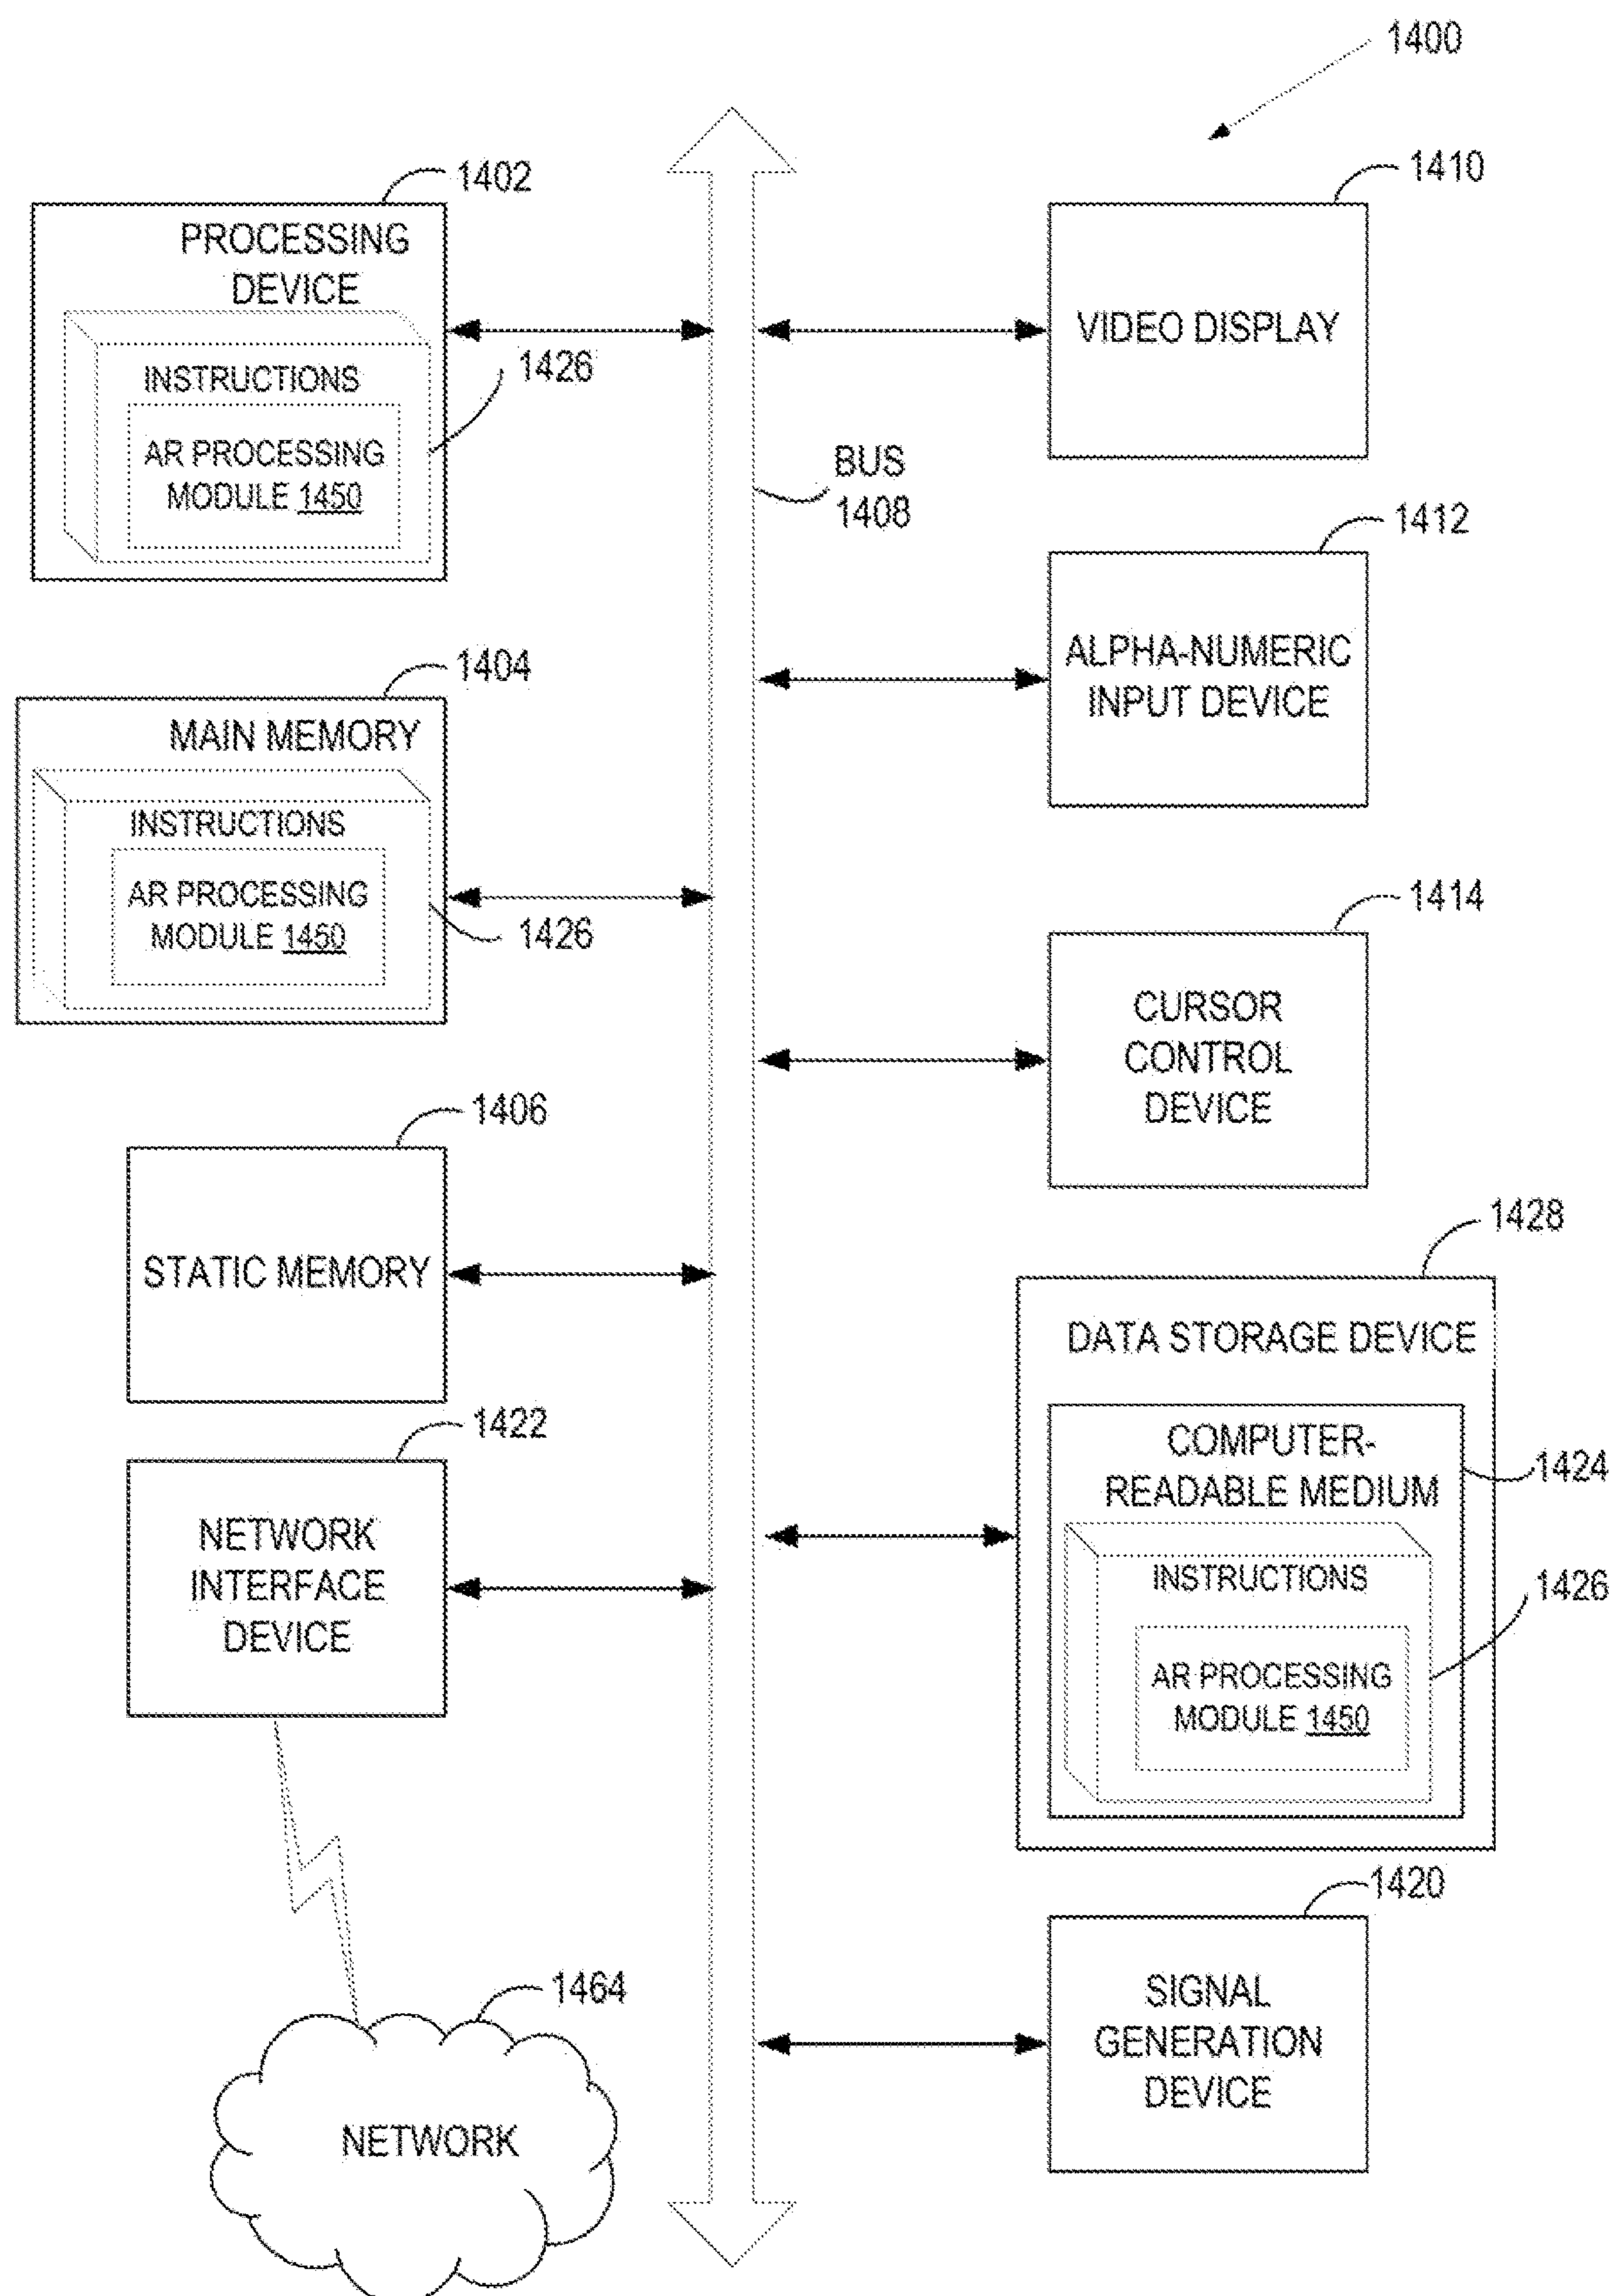 1400
1402
PROCESSING
DEVICE
INSTRUCTIONS
1426
AR PROCESSING
MODULE 1450
1404
MAIN MEMORY
INSTRUCTIONS
AR PROCESSING
MODULE 1450
1426
1406
STATIC MEMORY
1422
NETWORK
INTERFACE
DEVICE
1464
NETWORK
BUS
1408
1410
VIDEO DISPLAY
1412
ALPHA-NUMERIC
INPUT DEVICE
1414
CURSOR
CONTROL
DEVICE
1428
DATA STORAGE DEVICE
COMPUTER-
READABLE MEDIUM
1424
INSTRUCTIONS
1426
AR PROCESSING
MODULE 1450
1420
SIGNAL
GENERATION
DEVICE